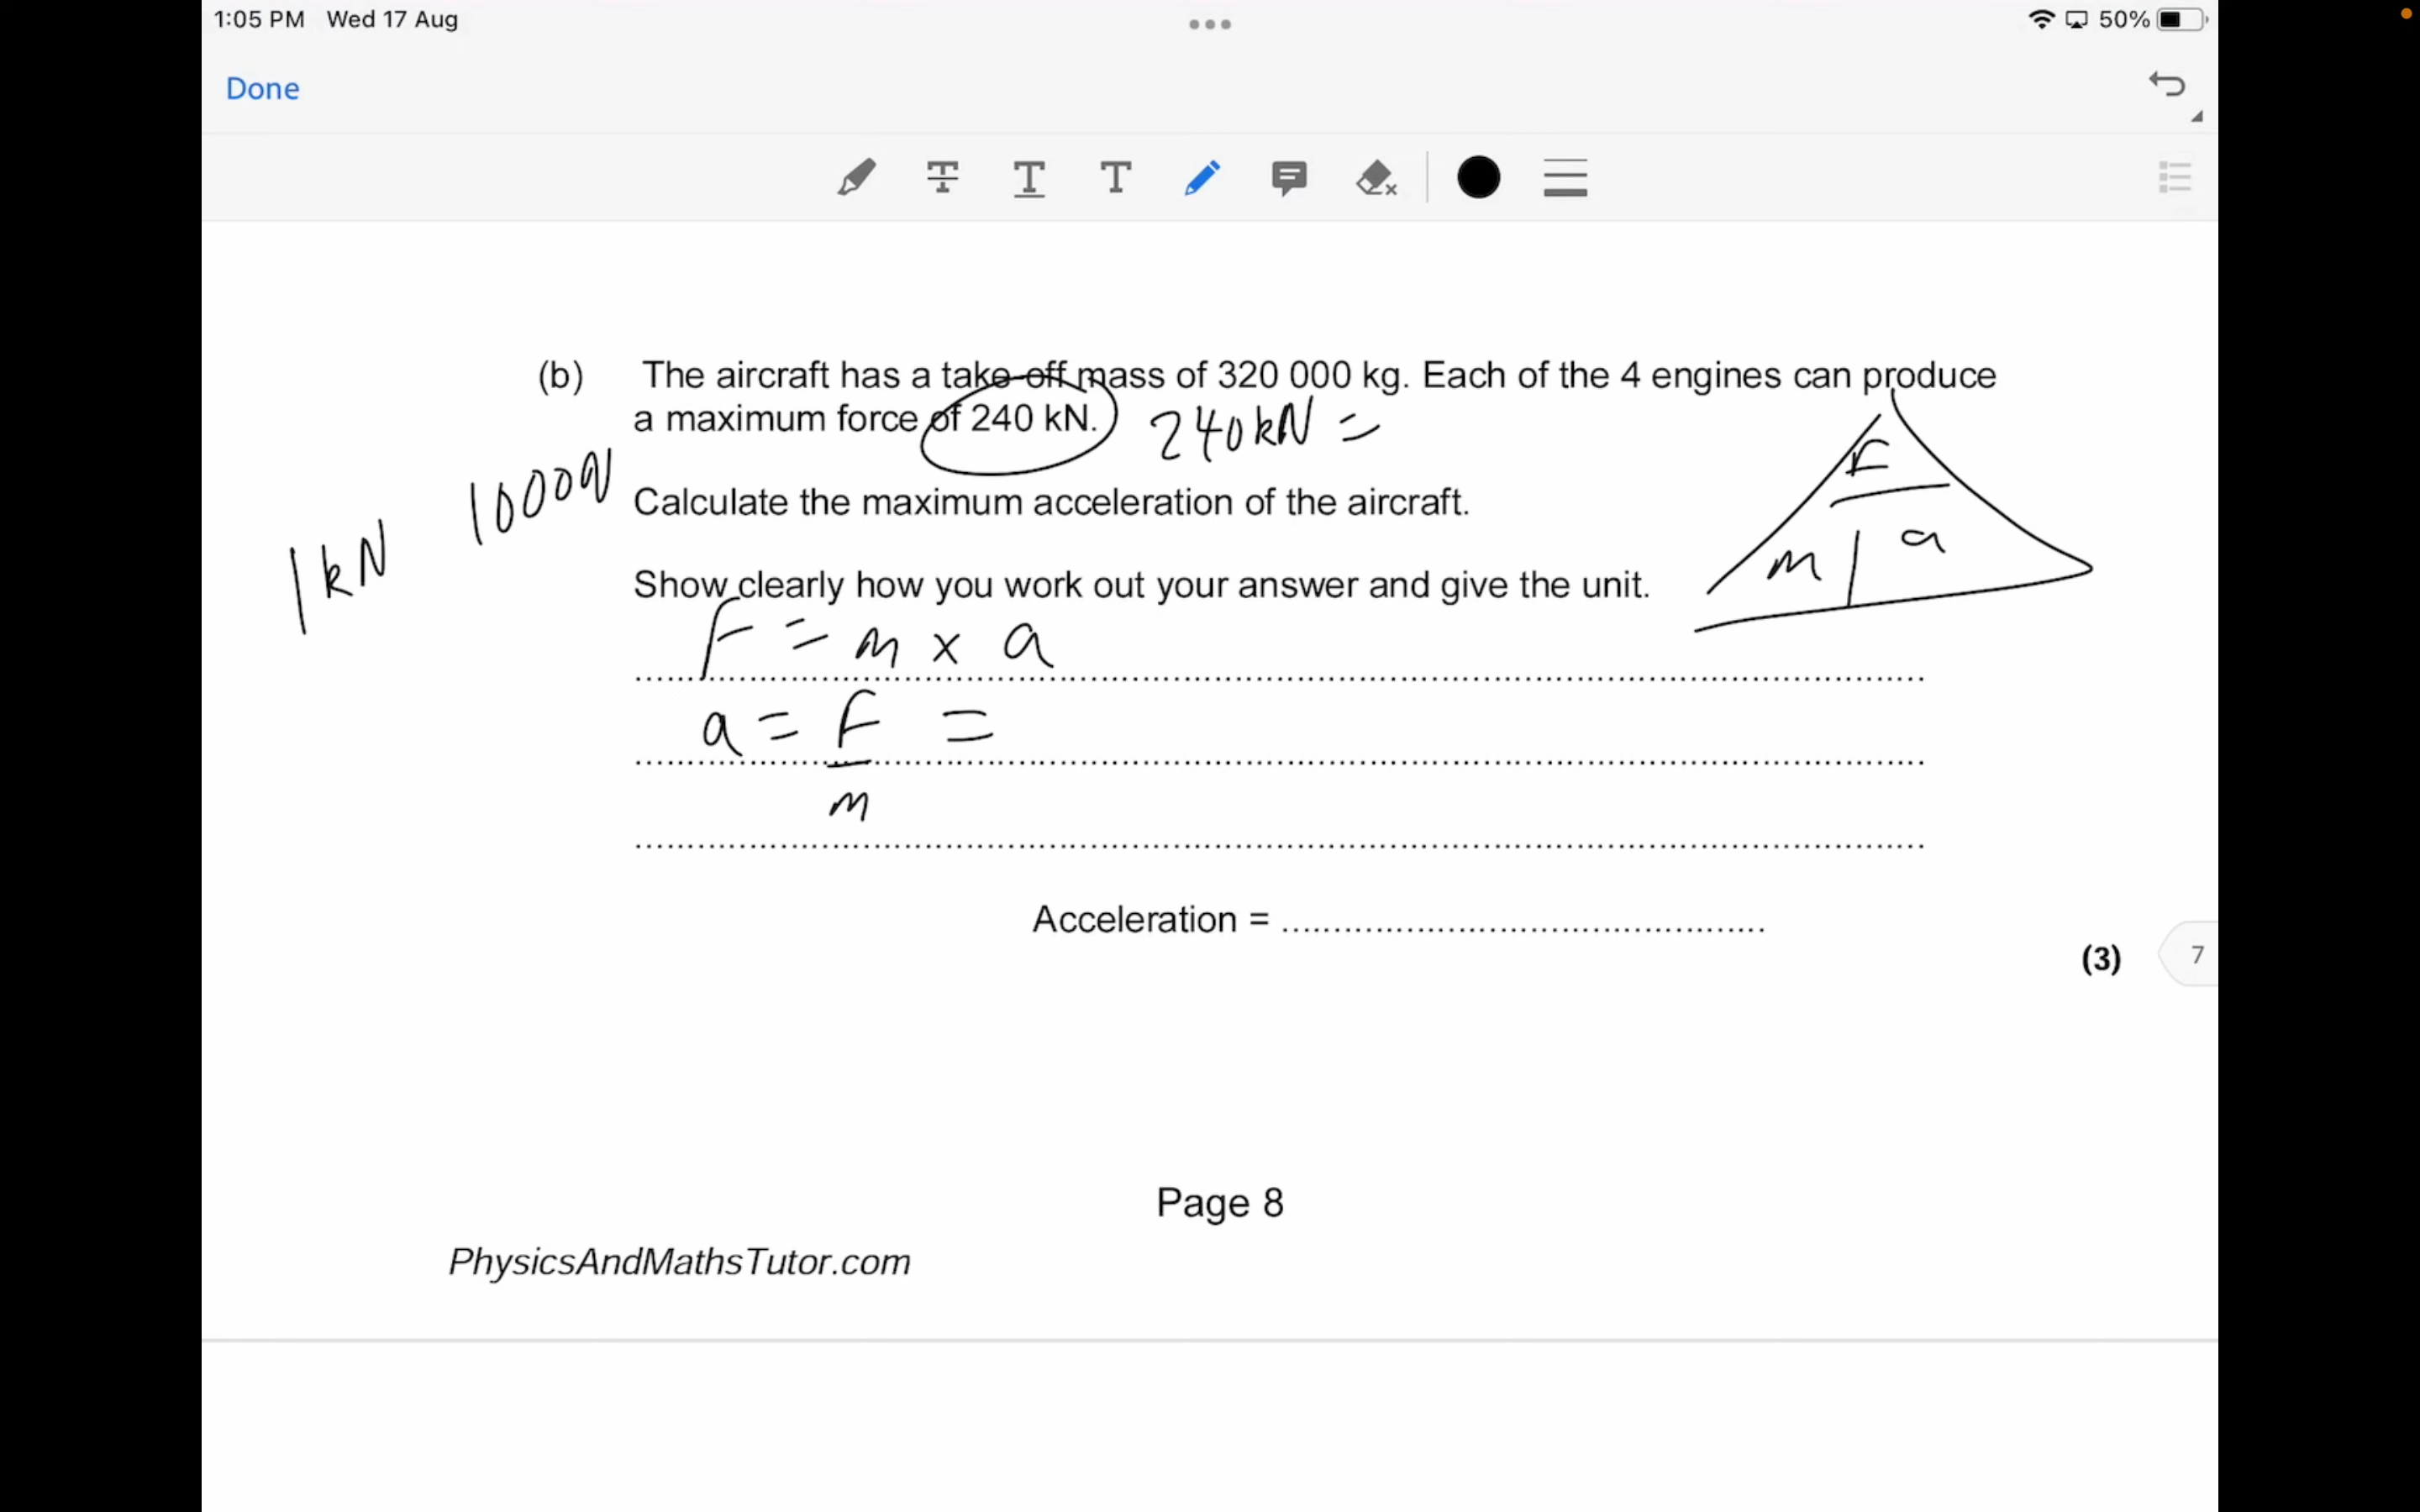 1:05 PM Wed 17 Aug
50%
Done
(b) The aircraft has a take-off mass of 320 000 kg. Each of the 4 engines can produce
a maximum force of 240 kN.
240kN =
F
m a
1kN 1000N
Calculate the maximum acceleration of the aircraft.
Show clearly how you work out your answer and give the unit.
F = m × a
a = F =
m
Acceleration = ................................................
(3)
7
Page 8
PhysicsAndMathsTutor.com